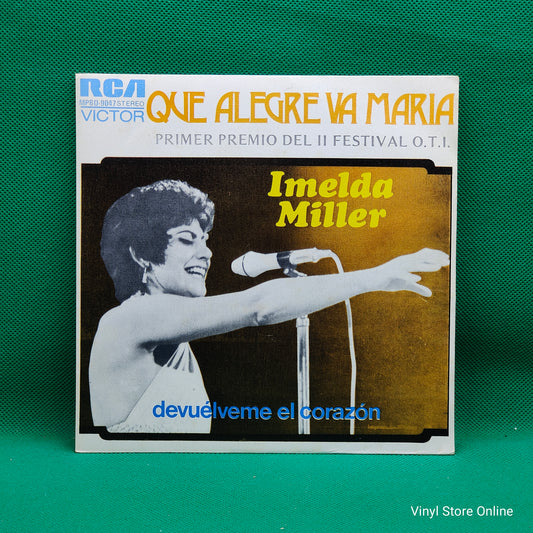 RCA
MPBO-9047 STEREO
VICTOR
QUE ALEGRE VA MARIA
PRIMER PREMIO DEL II FESTIVAL O.T.I.
Imelda
Miller
devuélveme el corazón
Vinyl Store Online